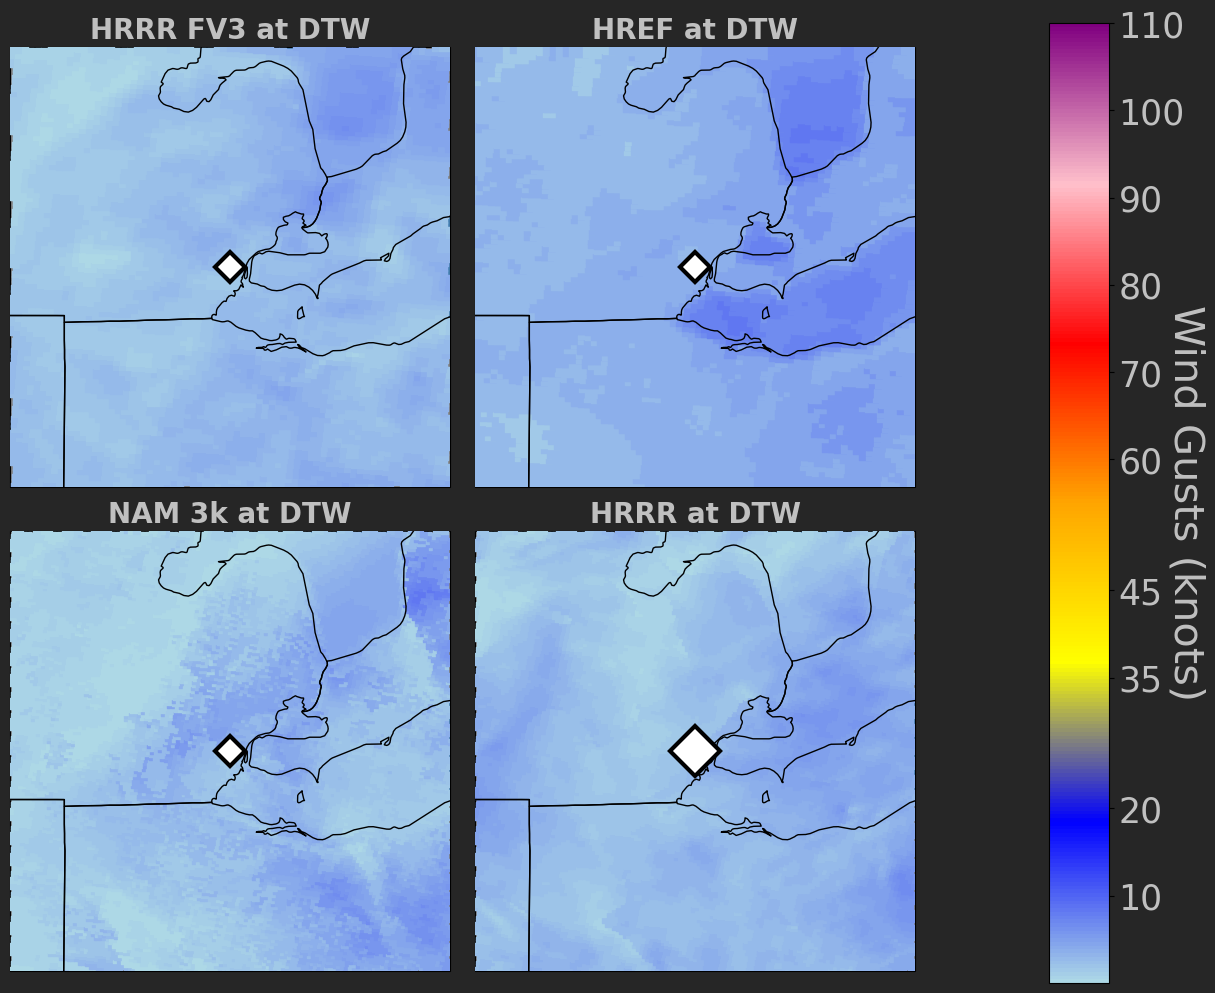 HRRR FV3 at DTW
HREF at DTW
NAM 3k at DTW
HRRR at DTW
110
100
90
80
70
60
45
35
20
10
Wind Gusts (knots)